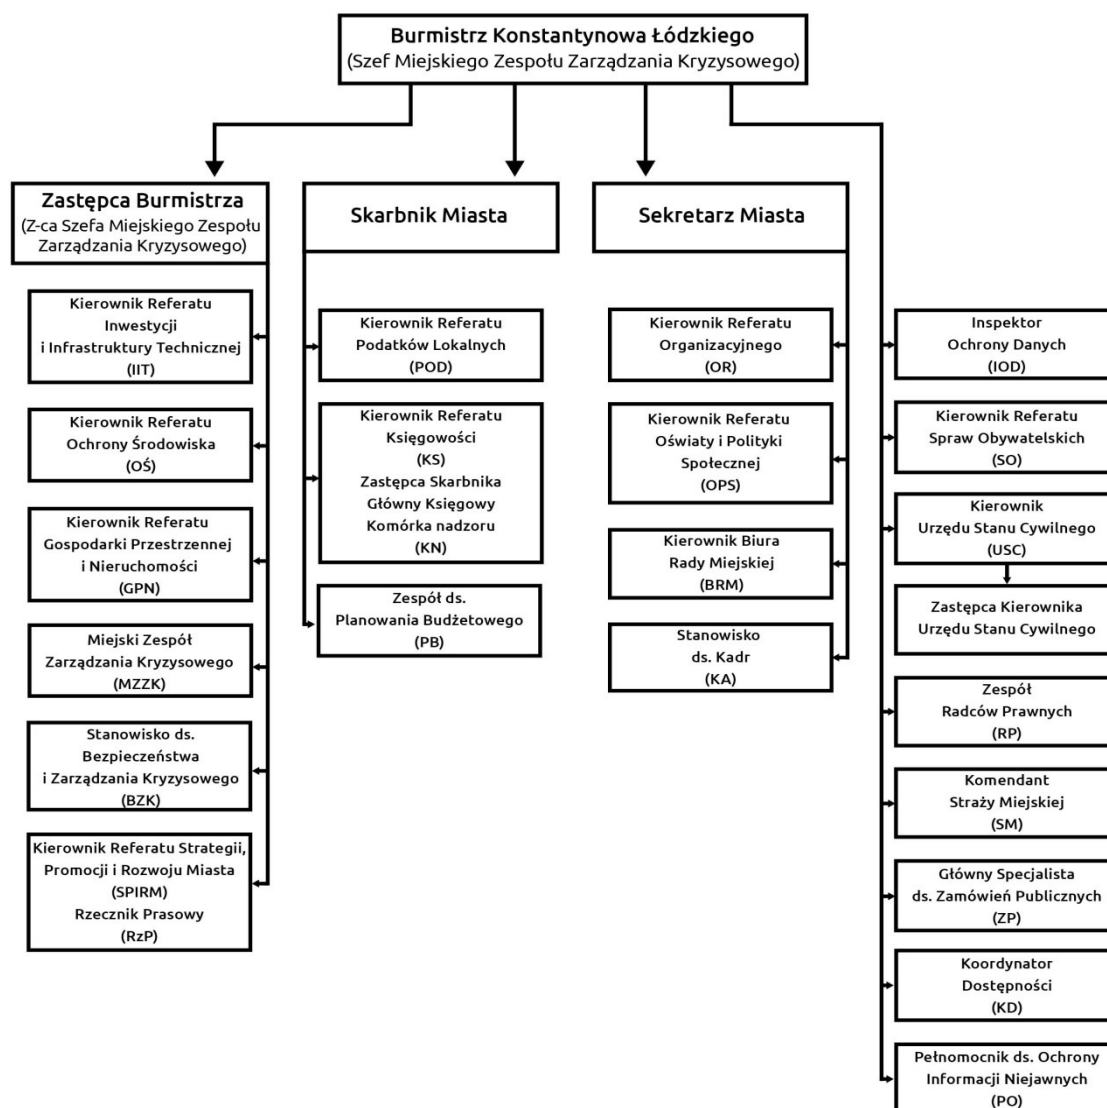 Burmistrz Konstantynowa Łódzkiego
(Szef Miejskiego Zespołu Zarządzania Kryzysowego)
Zastępca Burmistrza
(Z-ca Szefa Miejskiego Zespołu
Zarządzania Kryzysowego)
Kierownik Referatu
Inwestycji
i Infrastruktury Technicznej
(IIT)
Kierownik Referatu
Ochrony Środowiska
(OŚ)
Kierownik Referatu
Gospodarki Przestrzennej
i Nieruchomości
(GPN)
Miejski Zespół
Zarządzania Kryzysowego
(MZZK)
Stanowisko ds.
Bezpieczeństwa
i Zarządzania Kryzysowego
(BZK)
Kierownik Referatu Strategii,
Promocji i Rozwoju Miasta
(SPIRM)
Rzecznik Prasowy
(RzP)
Skarbnik Miasta
Kierownik Referatu
Podatków Lokalnych
(POD)
Kierownik Referatu
Księgowości
(KS)
Zastępca Skarbnika
Główny Księgowy
Komórka nadzoru
(KN)
Zespół ds.
Planowania Budżetowego
(PB)
Sekretarz Miasta
Kierownik Referatu
Organizacyjnego
(OR)
Kierownik Referatu
Oświaty i Polityki
Społecznej
(OPS)
Kierownik Biura
Rady Miejskiej
(BRM)
Stanowisko
ds. Kadr
(KA)
Inspektor
Ochrony Danych
(IOD)
Kierownik Referatu
Spraw Obywatelskich
(SO)
Kierownik
Urzędu Stanu Cywilnego
(USC)
Zastępca Kierownika
Urzędu Stanu Cywilnego
Zespół
Radców Prawnych
(RP)
Komendant
Straży Miejskiej
(SM)
Główny Specjalista
ds. Zamówień Publicznych
(ZP)
Koordynator
Dostępności
(KD)
Pełnomocnik ds. Ochrony
Informacji Niejawnych
(PO)